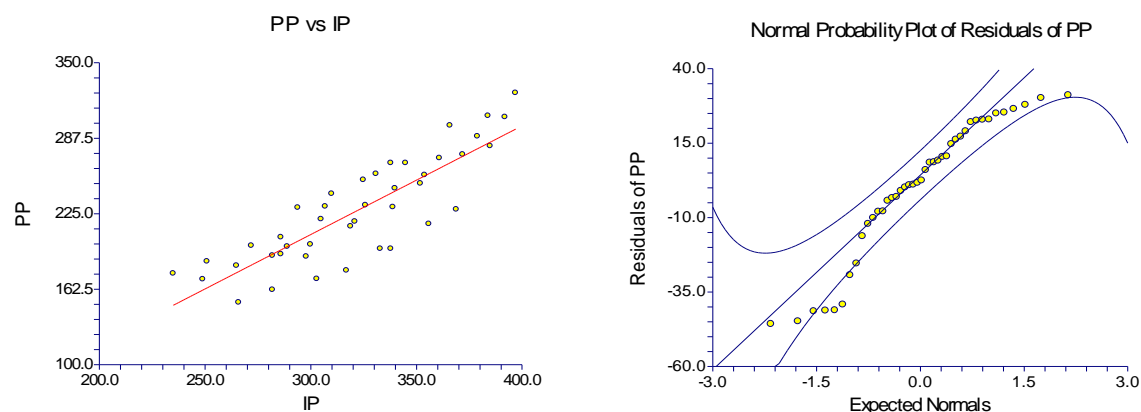 PP vs IP
350.0
287.5
225.0
162.5
100.0
PP
200.0 250.0 300.0 350.0 400.0
IP
Normal Probability Plot of Residuals of PP
40.0
15.0
-10.0
-35.0
-60.0
Residuals of PP
-3.0 -1.5 0.0 1.5 3.0
Expected Normals